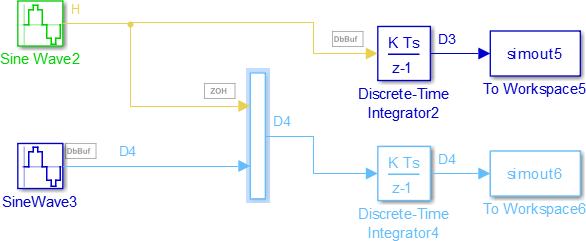 H
Sine Wave2
DbBuf
K Ts
z-1
D3
simout5
Discrete-Time
Integrator2
To Workspace5
ZOH
D4
DbBuf
D4
SineWave3
K Ts
z-1
D4
simout6
Discrete-Time
Integrator4
To Workspace6